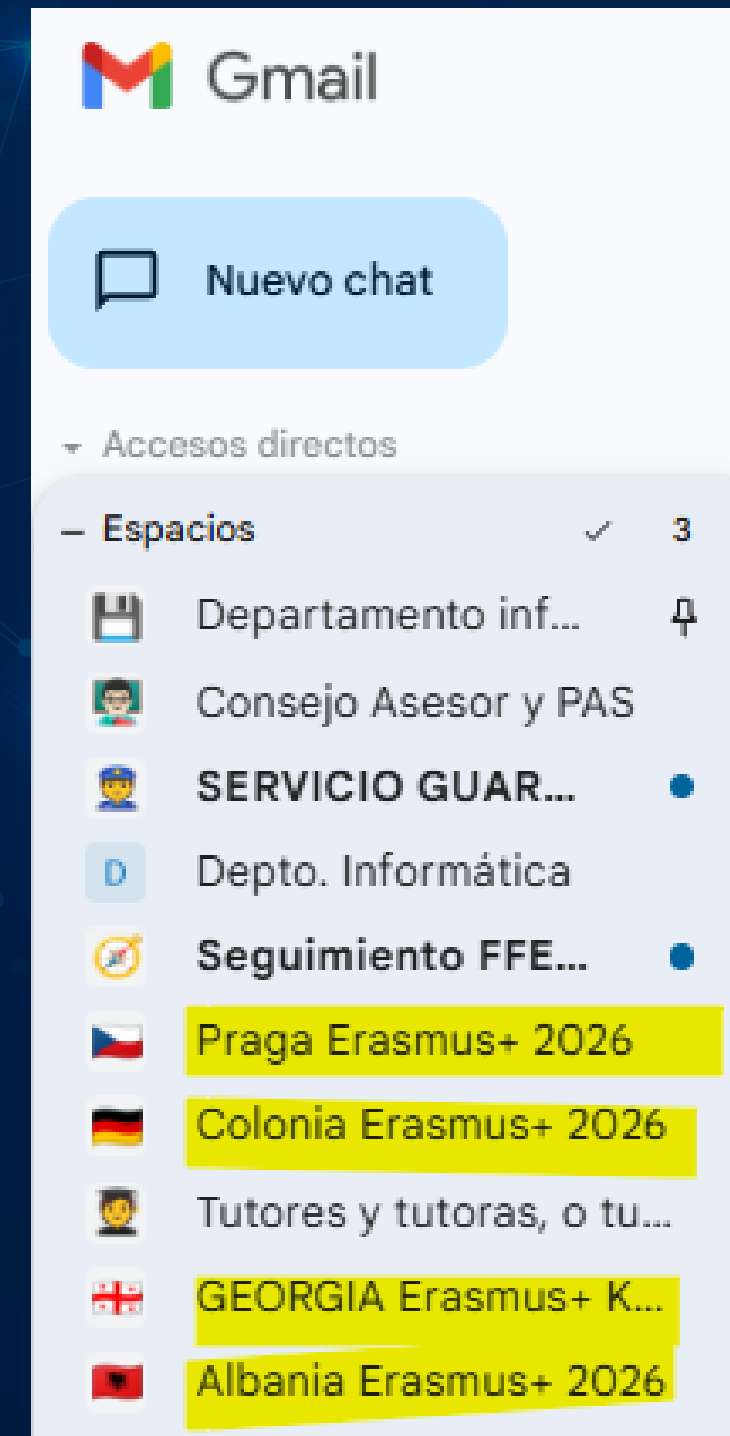 Gmail
Nuevo chat
Accesos directos
Espacios 3
Departamento inf...
Consejo Asesor y PAS
SERVICIO GUAR...
D Depto. Informática
Seguimiento FFE...
Praga Erasmus+ 2026
Colonia Erasmus+ 2026
Tutores y tutoras, o tu...
GEORGIA Erasmus+ K...
Albania Erasmus+ 2026